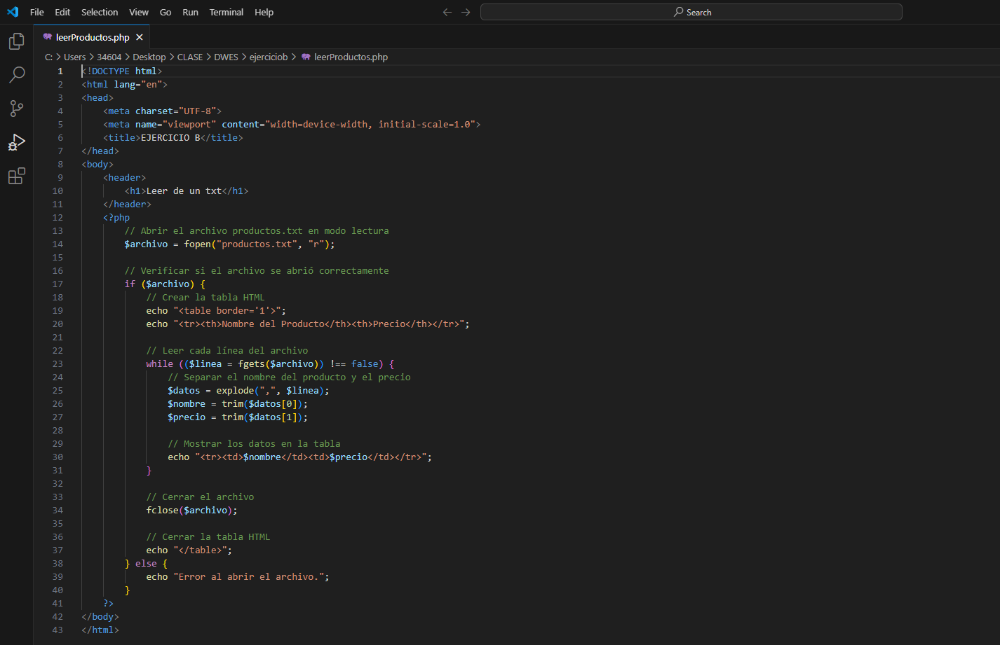 File Edit Selection View Go Run Terminal Help Search
leerProductos.php
C: > Users > 34604 > Desktop > CLASE > DWES > ejerciciob > leerProductos.php
1 <!DOCTYPE html>
2 <html lang="en">
3 <head>
4     <meta charset="UTF-8">
5     <meta name="viewport" content="width=device-width, initial-scale=1.0">
6     <title>EJERCICIO B</title>
7 </head>
8 <body>
9     <header>
10         <h1>Leer de un txt</h1>
11     </header>
12     <?php
13         // Abrir el archivo productos.txt en modo lectura
14         $archivo = fopen("productos.txt", "r");
15
16         // Verificar si el archivo se abrió correctamente
17         if ($archivo) {
18             // Crear la tabla HTML
19             echo "<table border='1'>";
20             echo "<tr><th>Nombre del Producto</th><th>Precio</th></tr>";
21
22             // Leer cada línea del archivo
23             while (($linea = fgets($archivo)) !== false) {
24                 // Separar el nombre del producto y el precio
25                 $datos = explode(",", $linea);
26                 $nombre = trim($datos[0]);
27                 $precio = trim($datos[1]);
28
29                 // Mostrar los datos en la tabla
30                 echo "<tr><td>$nombre</td><td>$precio</td></tr>";
31             }
32
33             // Cerrar el archivo
34             fclose($archivo);
35
36             // Cerrar la tabla HTML
37             echo "</table>";
38         } else {
39             echo "Error al abrir el archivo.";
40         }
41     ?>
42 </body>
43 </html>